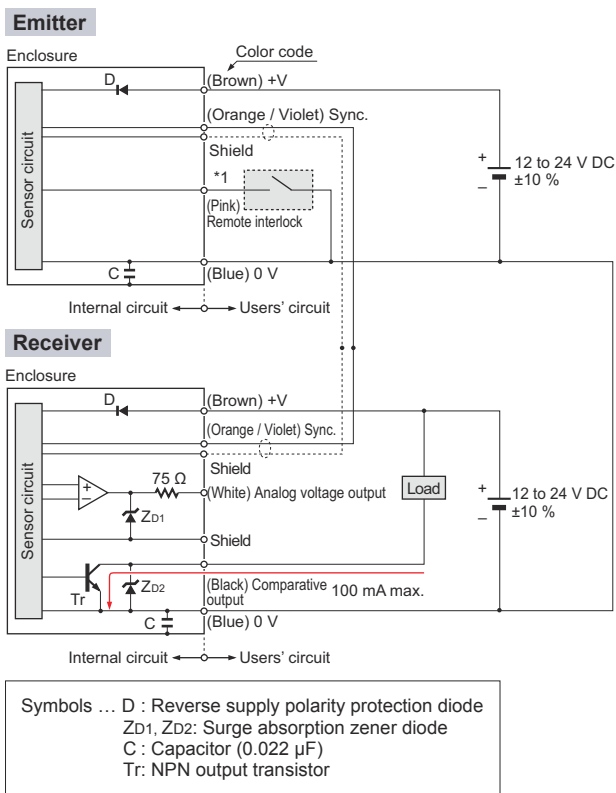 Emitter
Enclosure
Color code
D
(Brown) +V
(Orange / Violet) Sync.
Shield
*1
(Pink)
Remote interlock
Sensor circuit
+
–
12 to 24 V DC
±10 %
C
(Blue) 0 V
Internal circuit
Users' circuit
Receiver
Enclosure
D
(Brown) +V
(Orange / Violet) Sync.
Shield
75 Ω
+
–
(White) Analog voltage output
Load
ZD1
Sensor circuit
+
–
12 to 24 V DC
±10 %
Shield
Tr
ZD2
(Black) Comparative
output
100 mA max.
C
(Blue) 0 V
Internal circuit
Users' circuit
Symbols … D : Reverse supply polarity protection diode
ZD1, ZD2: Surge absorption zener diode
C : Capacitor (0.022 µF)
Tr: NPN output transistor